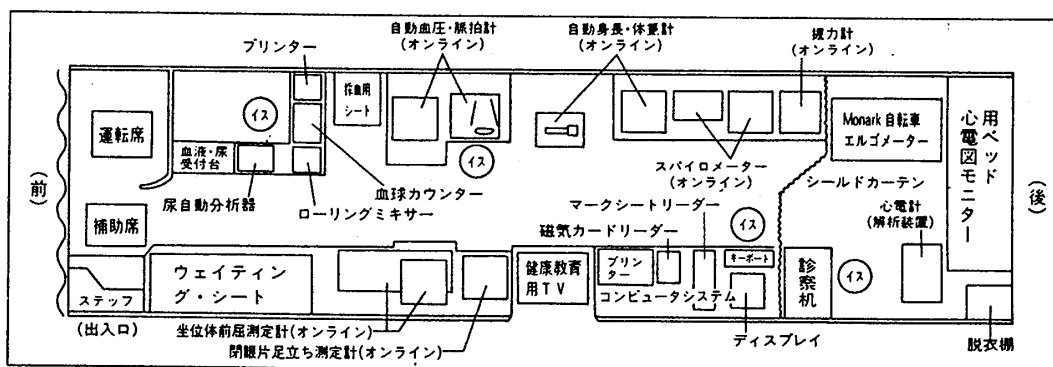 プリンター
自動血圧・脈拍計
(オンライン)
自動身長・体重計
(オンライン)
握力計
(オンライン)
運転席
イス
採血用
シート
血液・尿
受付台
イス
血球カウンター
尿自動分析器
ローリングミキサー
スパイロメーター
(オンライン)
Monark 自転車
エルゴメーター
シールドカーテン
心電図モニター
用ベッド
(前)
(後)
補助席
マークシートリーダー
磁気カードリーダー
イス
心電計
(解析装置)
ウェイティン
グ・シート
健康教育
用TV
プリ
ンター
キーボート
コンピュータシステム
診察机
イス
ステッフ
(出入口)
坐位体前屈測定計(オンライン)
閉眼片足立ち測定計(オンライン)
ディスプレイ
脱衣棚